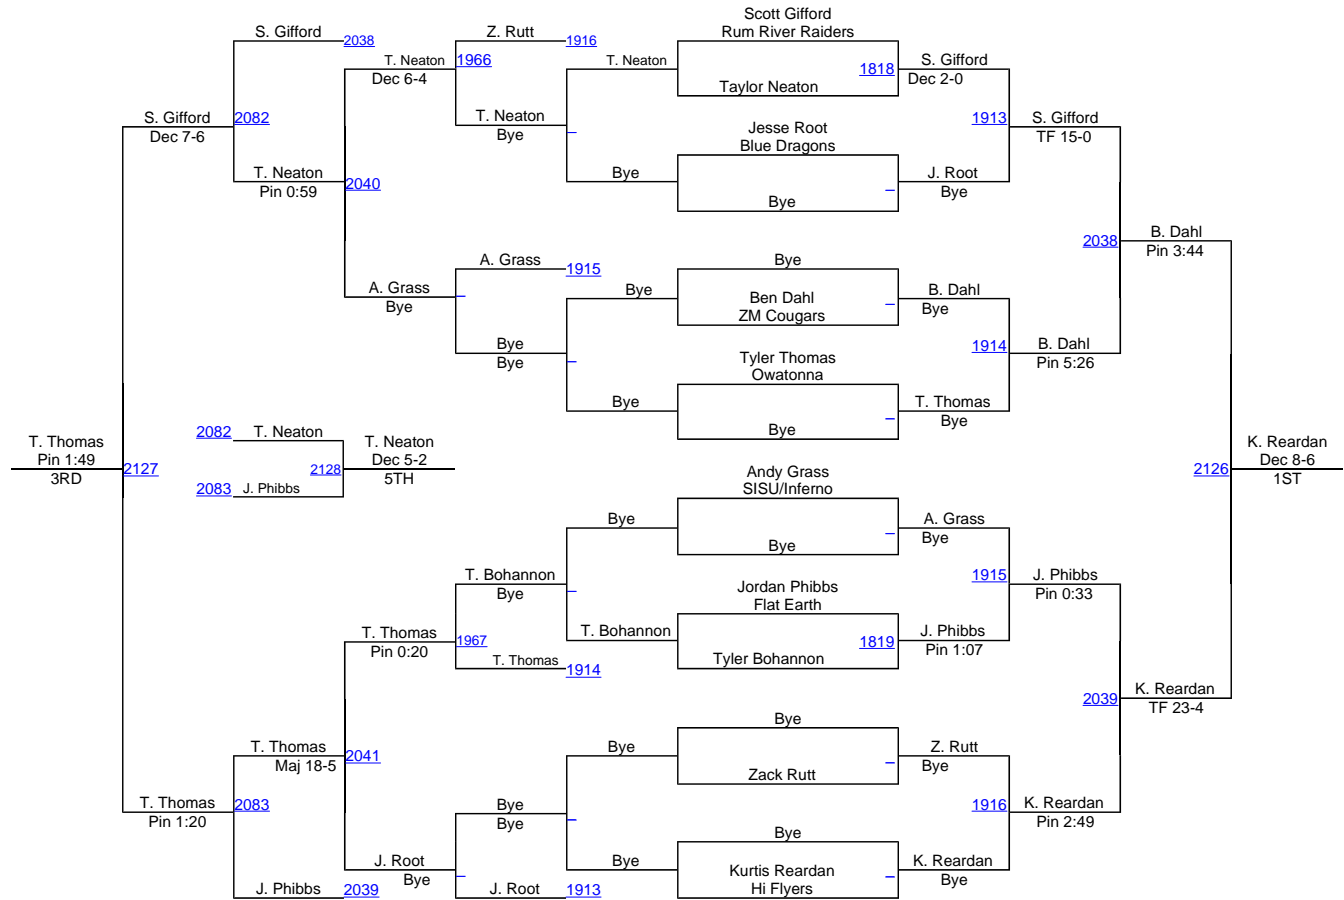 Scott Gifford
S. Gifford
2038
Z. Rutt
1916
Rum River Raiders
T. Neaton
1966
T. Neaton
1818
S. Gifford
Dec 6-4
Dec 2-0
Taylor Neaton
S. Gifford
2082
T. Neaton
Jesse Root
1913
S. Gifford
Dec 7-6
Bye
Blue Dragons
TF 15-0
T. Neaton
2040
Bye
J. Root
Pin 0:59
Bye
Bye
2038
B. Dahl
Pin 3:44
A. Grass
1915
Bye
A. Grass
Bye
Bye
Ben Dahl
B. Dahl
Bye
ZM Cougars
Bye
Bye
Tyler Thomas
1914
B. Dahl
Bye
Owatonna
Pin 5:26
Bye
T. Thomas
Bye
Bye
2082
T. Neaton
T. Thomas
T. Neaton
K. Reardan
Pin 1:49
2127
2128
Dec 5-2
2126
Dec 8-6
3RD
5TH
1ST
2083
J. Phibbs
Andy Grass
SISU/Inferno
Bye
A. Grass
Bye
Bye
T. Bohannon
Jordan Phibbs
1915
J. Phibbs
Bye
Flat Earth
Pin 0:33
T. Thomas
1967
T. Bohannon
1819
J. Phibbs
Pin 0:20
Pin 1:07
T. Thomas
1914
Tyler Bohannon
2039
K. Reardan
TF 23-4
Bye
T. Thomas
2041
Bye
Z. Rutt
Maj 18-5
Zack Rutt
Bye
T. Thomas
2083
Bye
1916
K. Reardan
Pin 1:20
Bye
Pin 2:49
Bye
J. Root
Bye
Kurtis Reardan
K. Reardan
Bye
Bye
J. Phibbs
2039
J. Root
1913
Hi Flyers